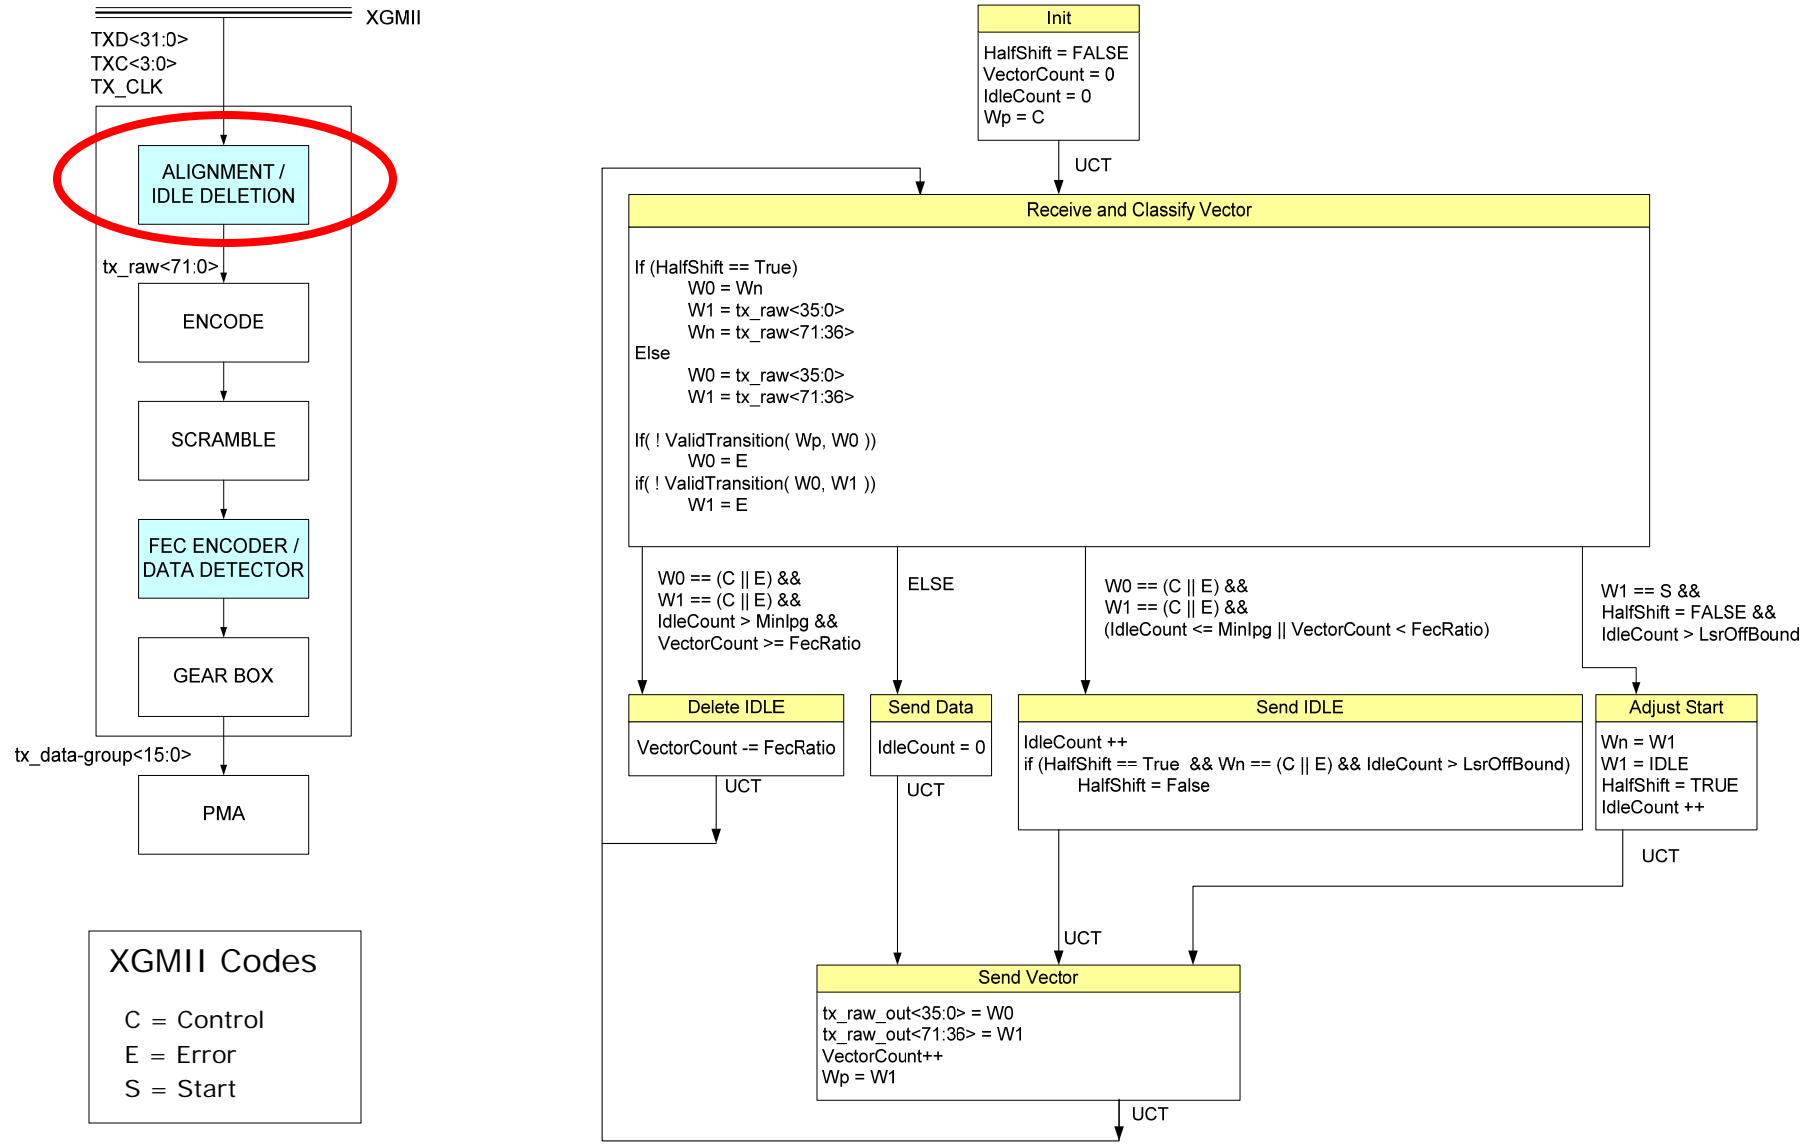 XGMII
TXD<31:0>
TXC<3:0>
TX_CLK
ALIGNMENT /
IDLE DELETION
tx_raw<71:0>
ENCODE
SCRAMBLE
FEC ENCODER /
DATA DETECTOR
GEAR BOX
tx_data-group<15:0>
PMA
XGMII Codes
C = Control
E = Error
S = Start
Init
HalfShift = FALSE
VectorCount = 0
IdleCount = 0
Wp = C
UCT
Receive and Classify Vector
If (HalfShift == True)
W0 = Wn
W1 = tx_raw<35:0>
Wn = tx_raw<71:36>
Else
W0 = tx_raw<35:0>
W1 = tx_raw<71:36>
If( ! ValidTransition( Wp, W0 ))
W0 = E
if( ! ValidTransition( W0, W1 ))
W1 = E
W0 == (C || E) &&
W1 == (C || E) &&
IdleCount > MinIpg &&
VectorCount >= FecRatio
ELSE
W0 == (C || E) &&
W1 == (C || E) &&
(IdleCount <= MinIpg || VectorCount < FecRatio)
W1 == S &&
HalfShift = FALSE &&
IdleCount > LsrOffBound
Delete IDLE
VectorCount -= FecRatio
UCT
Send Data
IdleCount = 0
UCT
Send IDLE
IdleCount ++
if (HalfShift == True && Wn == (C || E) && IdleCount > LsrOffBound)
HalfShift = False
UCT
Adjust Start
Wn = W1
W1 = IDLE
HalfShift = TRUE
IdleCount ++
UCT
Send Vector
tx_raw_out<35:0> = W0
tx_raw_out<71:36> = W1
VectorCount++
Wp = W1
UCT